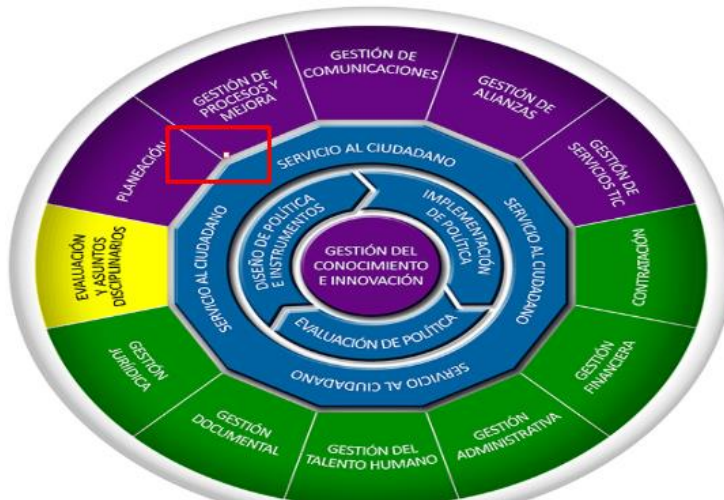 GESTIÓN DE
COMUNICACIONES
GESTIÓN DE
ALIANZAS
GESTIÓN DE
SERVICIOS TIC
CONTRATACIÓN
GESTIÓN
FINANCIERA
GESTIÓN
ADMINISTRATIVA
GESTIÓN DEL
TALENTO HUMANO
GESTIÓN
DOCUMENTAL
GESTIÓN
JURÍIDICA
EVALUACIÓN
Y ASUNTOS
DISCIPLINARIOS
PLANEACIÓN
GESTIÓN DE
PROCESOS Y
MEJORA
SERVICIO AL CIUDADANO
SERVICIO AL CIUDADANO
SERVICIO AL CIUDADANO
SERVICIO AL CIUDADANO
DISEÑO DE POLÍTICA
E INSTRUMENTOS
IMPLEMENTACIÓN
DE POLÍTICA
EVALUACIÓN DE POLÍTICA
GESTIÓN DEL
CONOCIMIENTO
E INNOVACIÓN